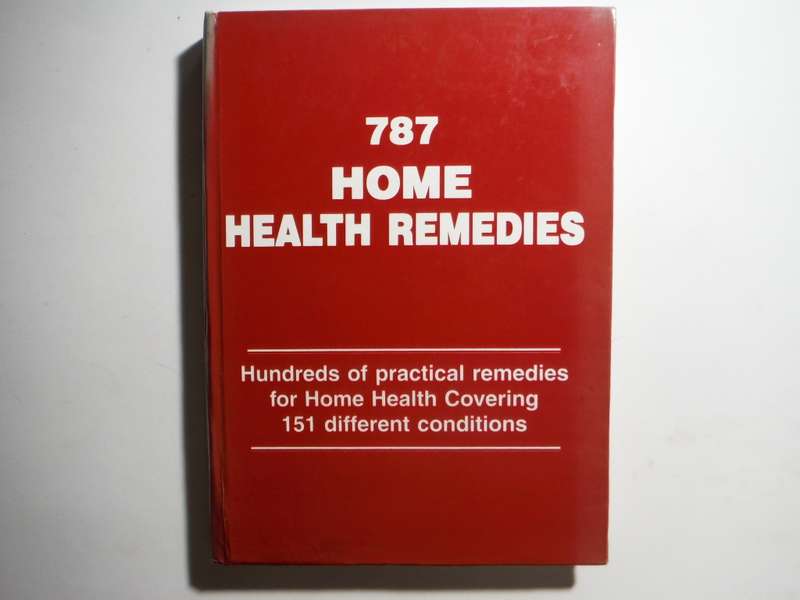 787
HOME
HEALTH REMEDIES
Hundreds of practical remedies
for Home Health Covering
151 different conditions